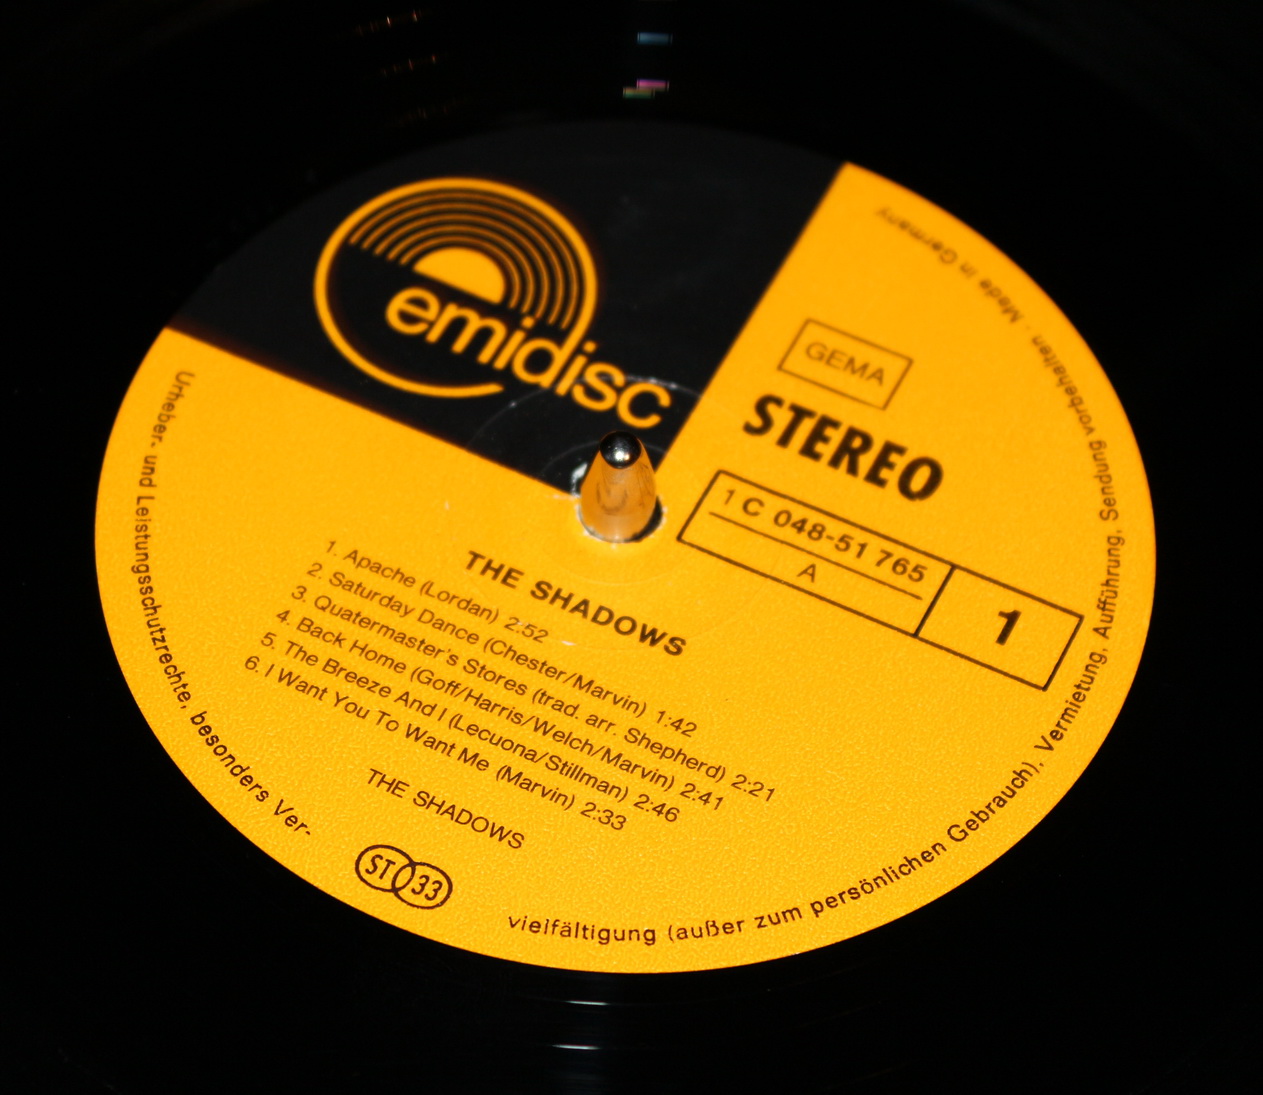 emidisc
GEMA
STEREO
1 C 048-51 765
A
1
THE SHADOWS
1. Apache (Lordan) 2:52
2. Saturday Dance (Chester/Marvin) 1:42
3. Quatermaster's Stores (trad. arr. Shepherd) 2:21
4. Back Home (Goff/Harris/Welch/Marvin) 2:41
5. The Breeze And I (Lecuona/Stillman) 2:46
6. I Want You To Want Me (Marvin) 2:33
THE SHADOWS
ST 33
Urheber- und Leistungsschutzrechte, besonders Ver-
vielfältigung (außer zum persönlichen Gebrauch), Vermietung, Aufführung, Sendung vorbehalten · Made in Germany